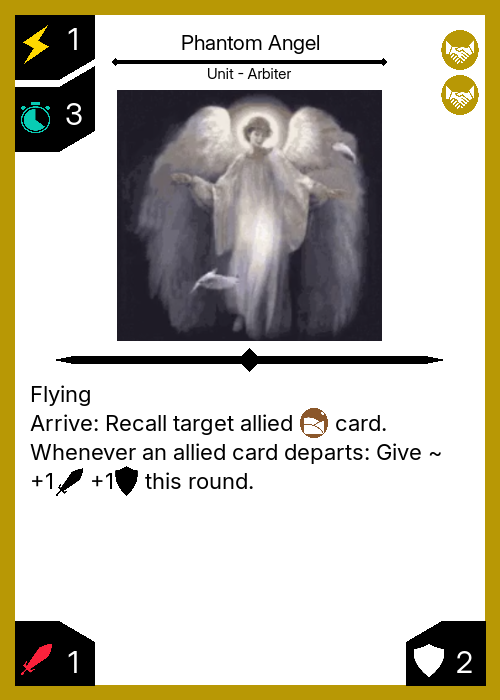 1
Phantom Angel
Unit - Arbiter
3
Flying
Arrive: Recall target allied card.
Whenever an allied card departs: Give ~
+1 +1 this round.
1
2